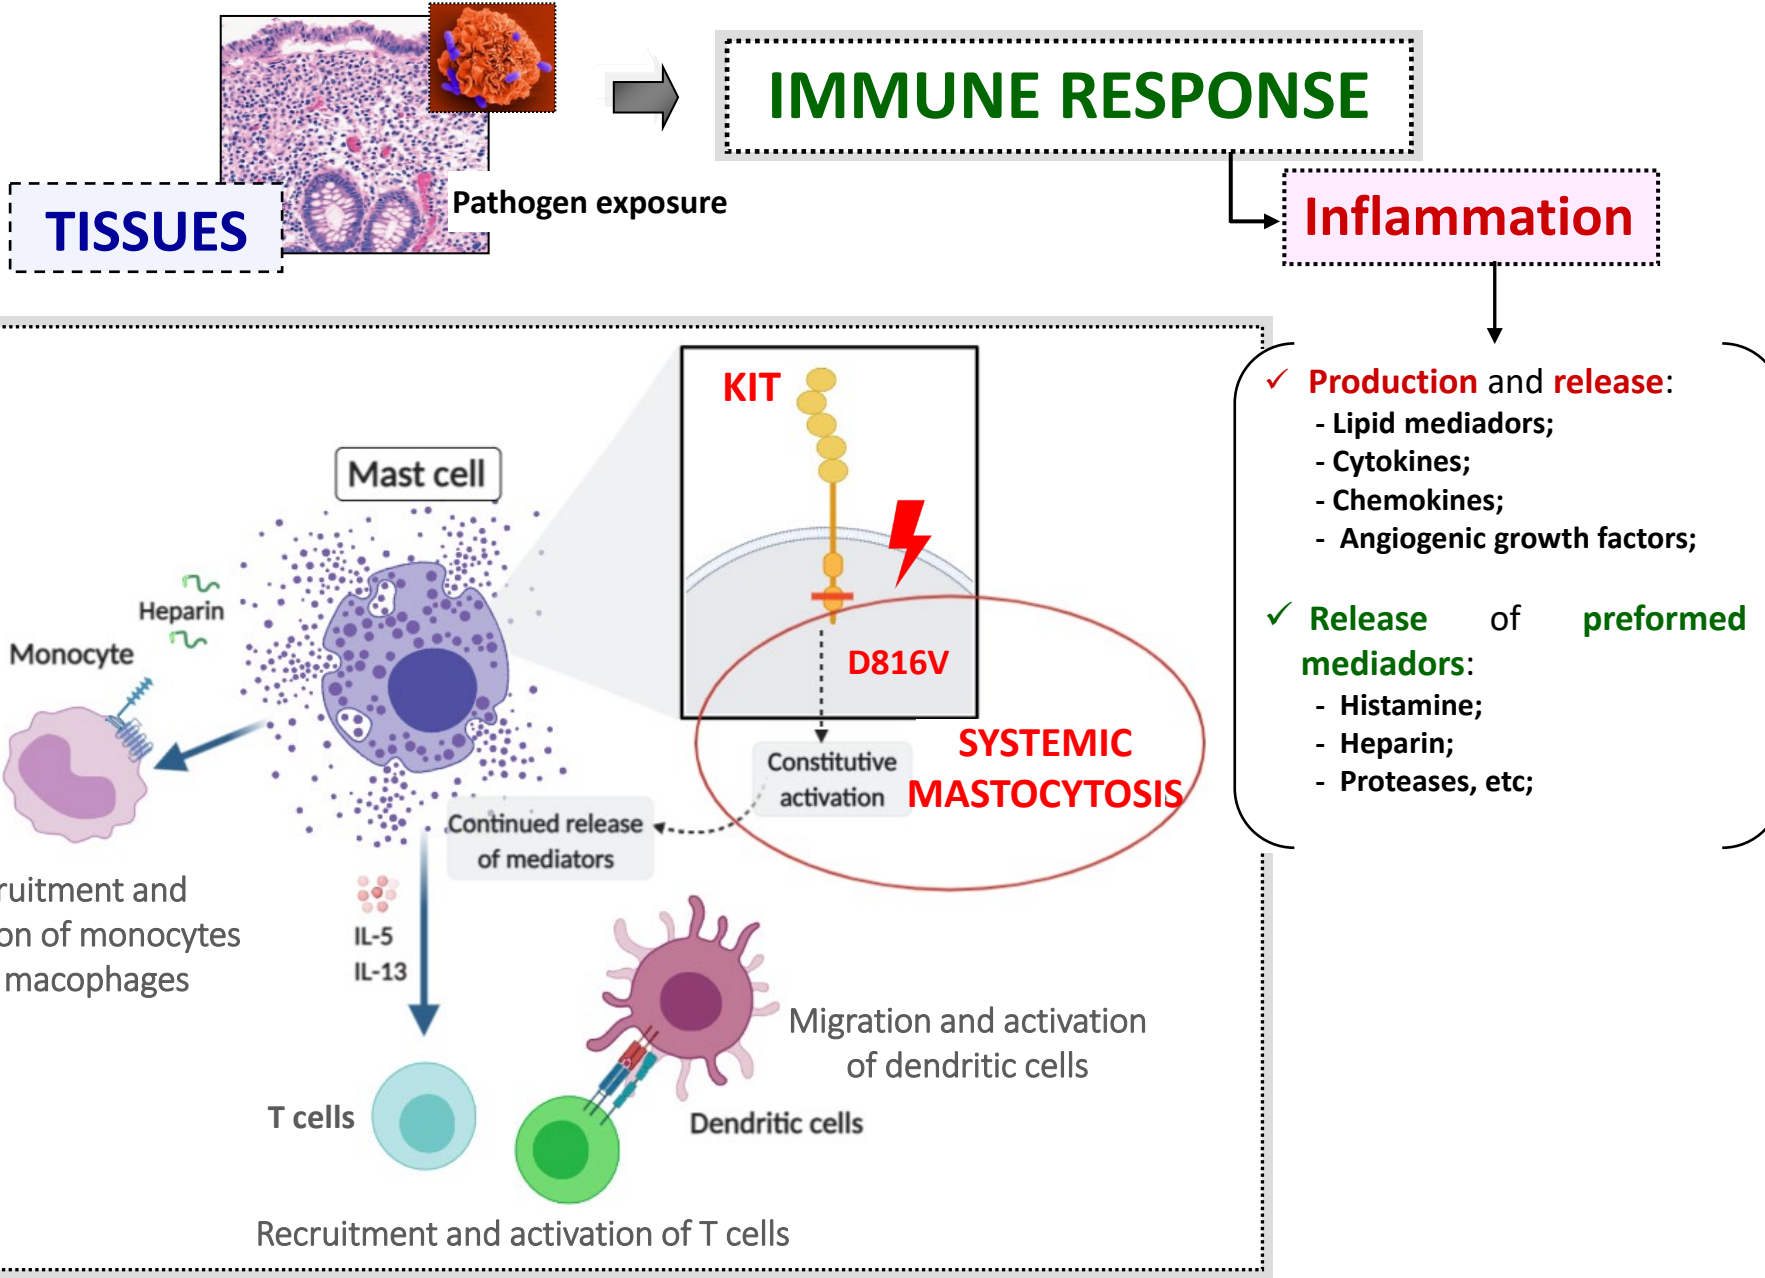 IMMUNE RESPONSE
Pathogen exposure
TISSUES
Inflammation
KIT
Mast cell
Heparin
Monocyte
D816V
SYSTEMIC
MASTOCYTOSIS
Constitutive
activation
Continued release
of mediators
ruitment and
on of monocytes
macophages
IL-5
IL-13
Migration and activation
of dendritic cells
T cells
Dendritic cells
Recruitment and activation of T cells
✓ Production and release:
- Lipid mediadors;
- Cytokines;
- Chemokines;
- Angiogenic growth factors;
✓ Release of preformed
mediadors:
- Histamine;
- Heparin;
- Proteases, etc;